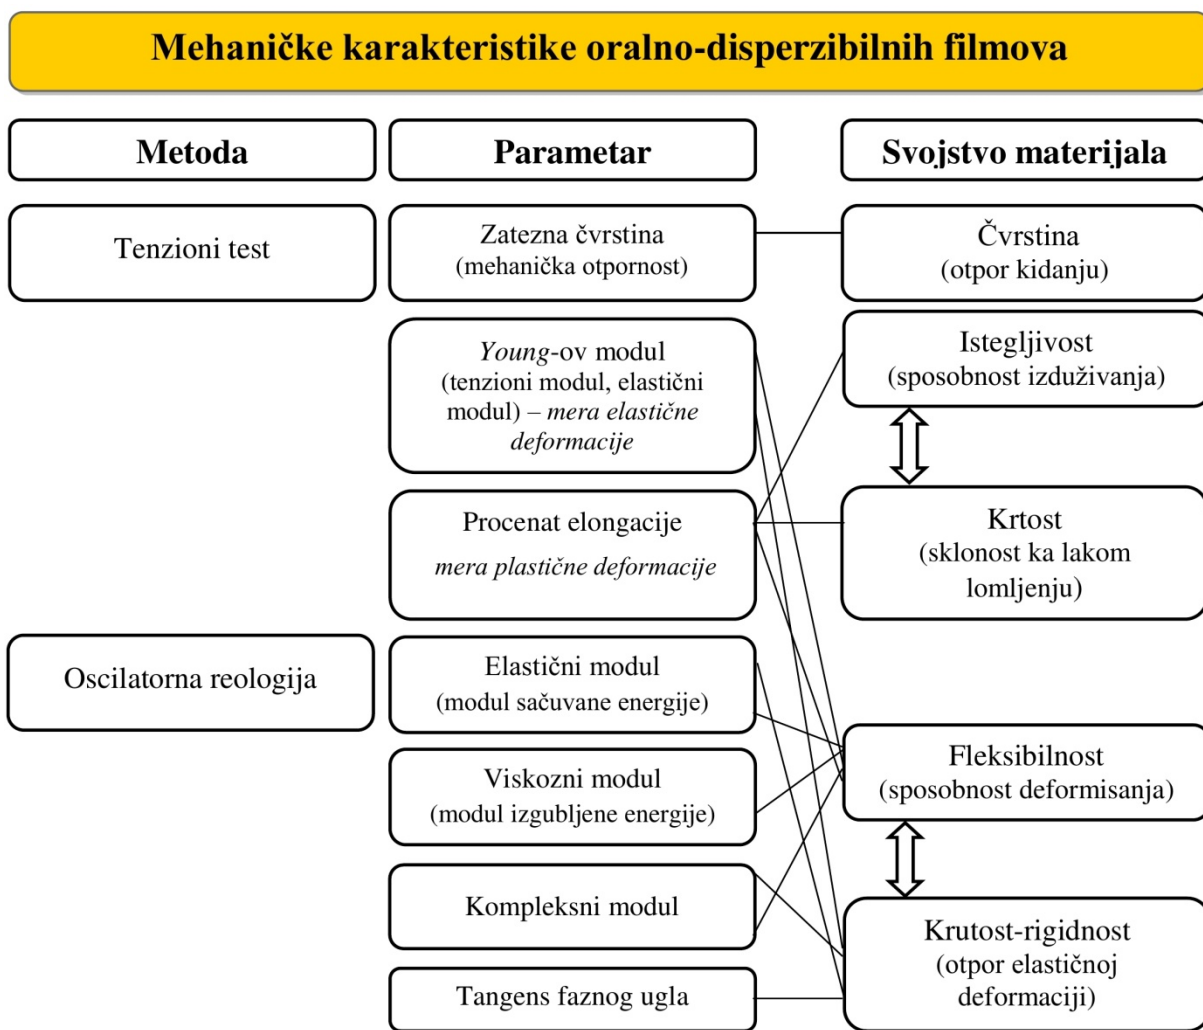 Mehaničke karakteristike oralno-disperzibilnih filmova
Metoda
Parametar
Svojstvo materijala
Tenzioni test
Zatezna čvrstina
(mehanička otpornost)
Čvrstina
(otpor kidanju)
Young-ov modul
(tenzioni modul, elastični
modul) – mera elastične
deformacije
Istegljivost
(sposobnost izduživanja)
Procenat elongacije
mera plastične deformacije
Krtost
(sklonost ka lakom
lomljenju)
Oscilatorna reologija
Elastični modul
(modul sačuvane energije)
Viskozni modul
(modul izgubljene energije)
Fleksibilnost
(sposobnost deformisanja)
Kompleksni modul
Krutost-rigidnost
(otpor elastičnoj
deformaciji)
Tangens faznog ugla